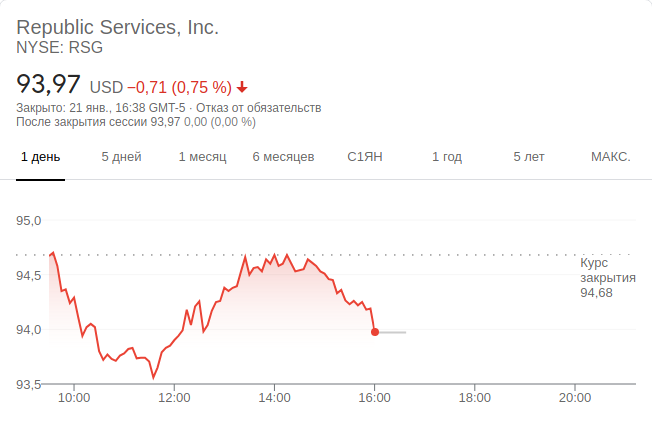 Republic Services, Inc.
NYSE: RSG
93,97 USD −0,71 (0,75 %)
Закрыто: 21 янв., 16:38 GMT-5 · Отказ от обязательств
После закрытия сессии 93,97 0,00 (0,00 %)
1 день 5 дней 1 месяц 6 месяцев С1ЯН 1 год 5 лет МАКС.
95,0
94,5
94,0
93,5
Курс
закрытия
94,68
10:00 12:00 14:00 16:00 18:00 20:00